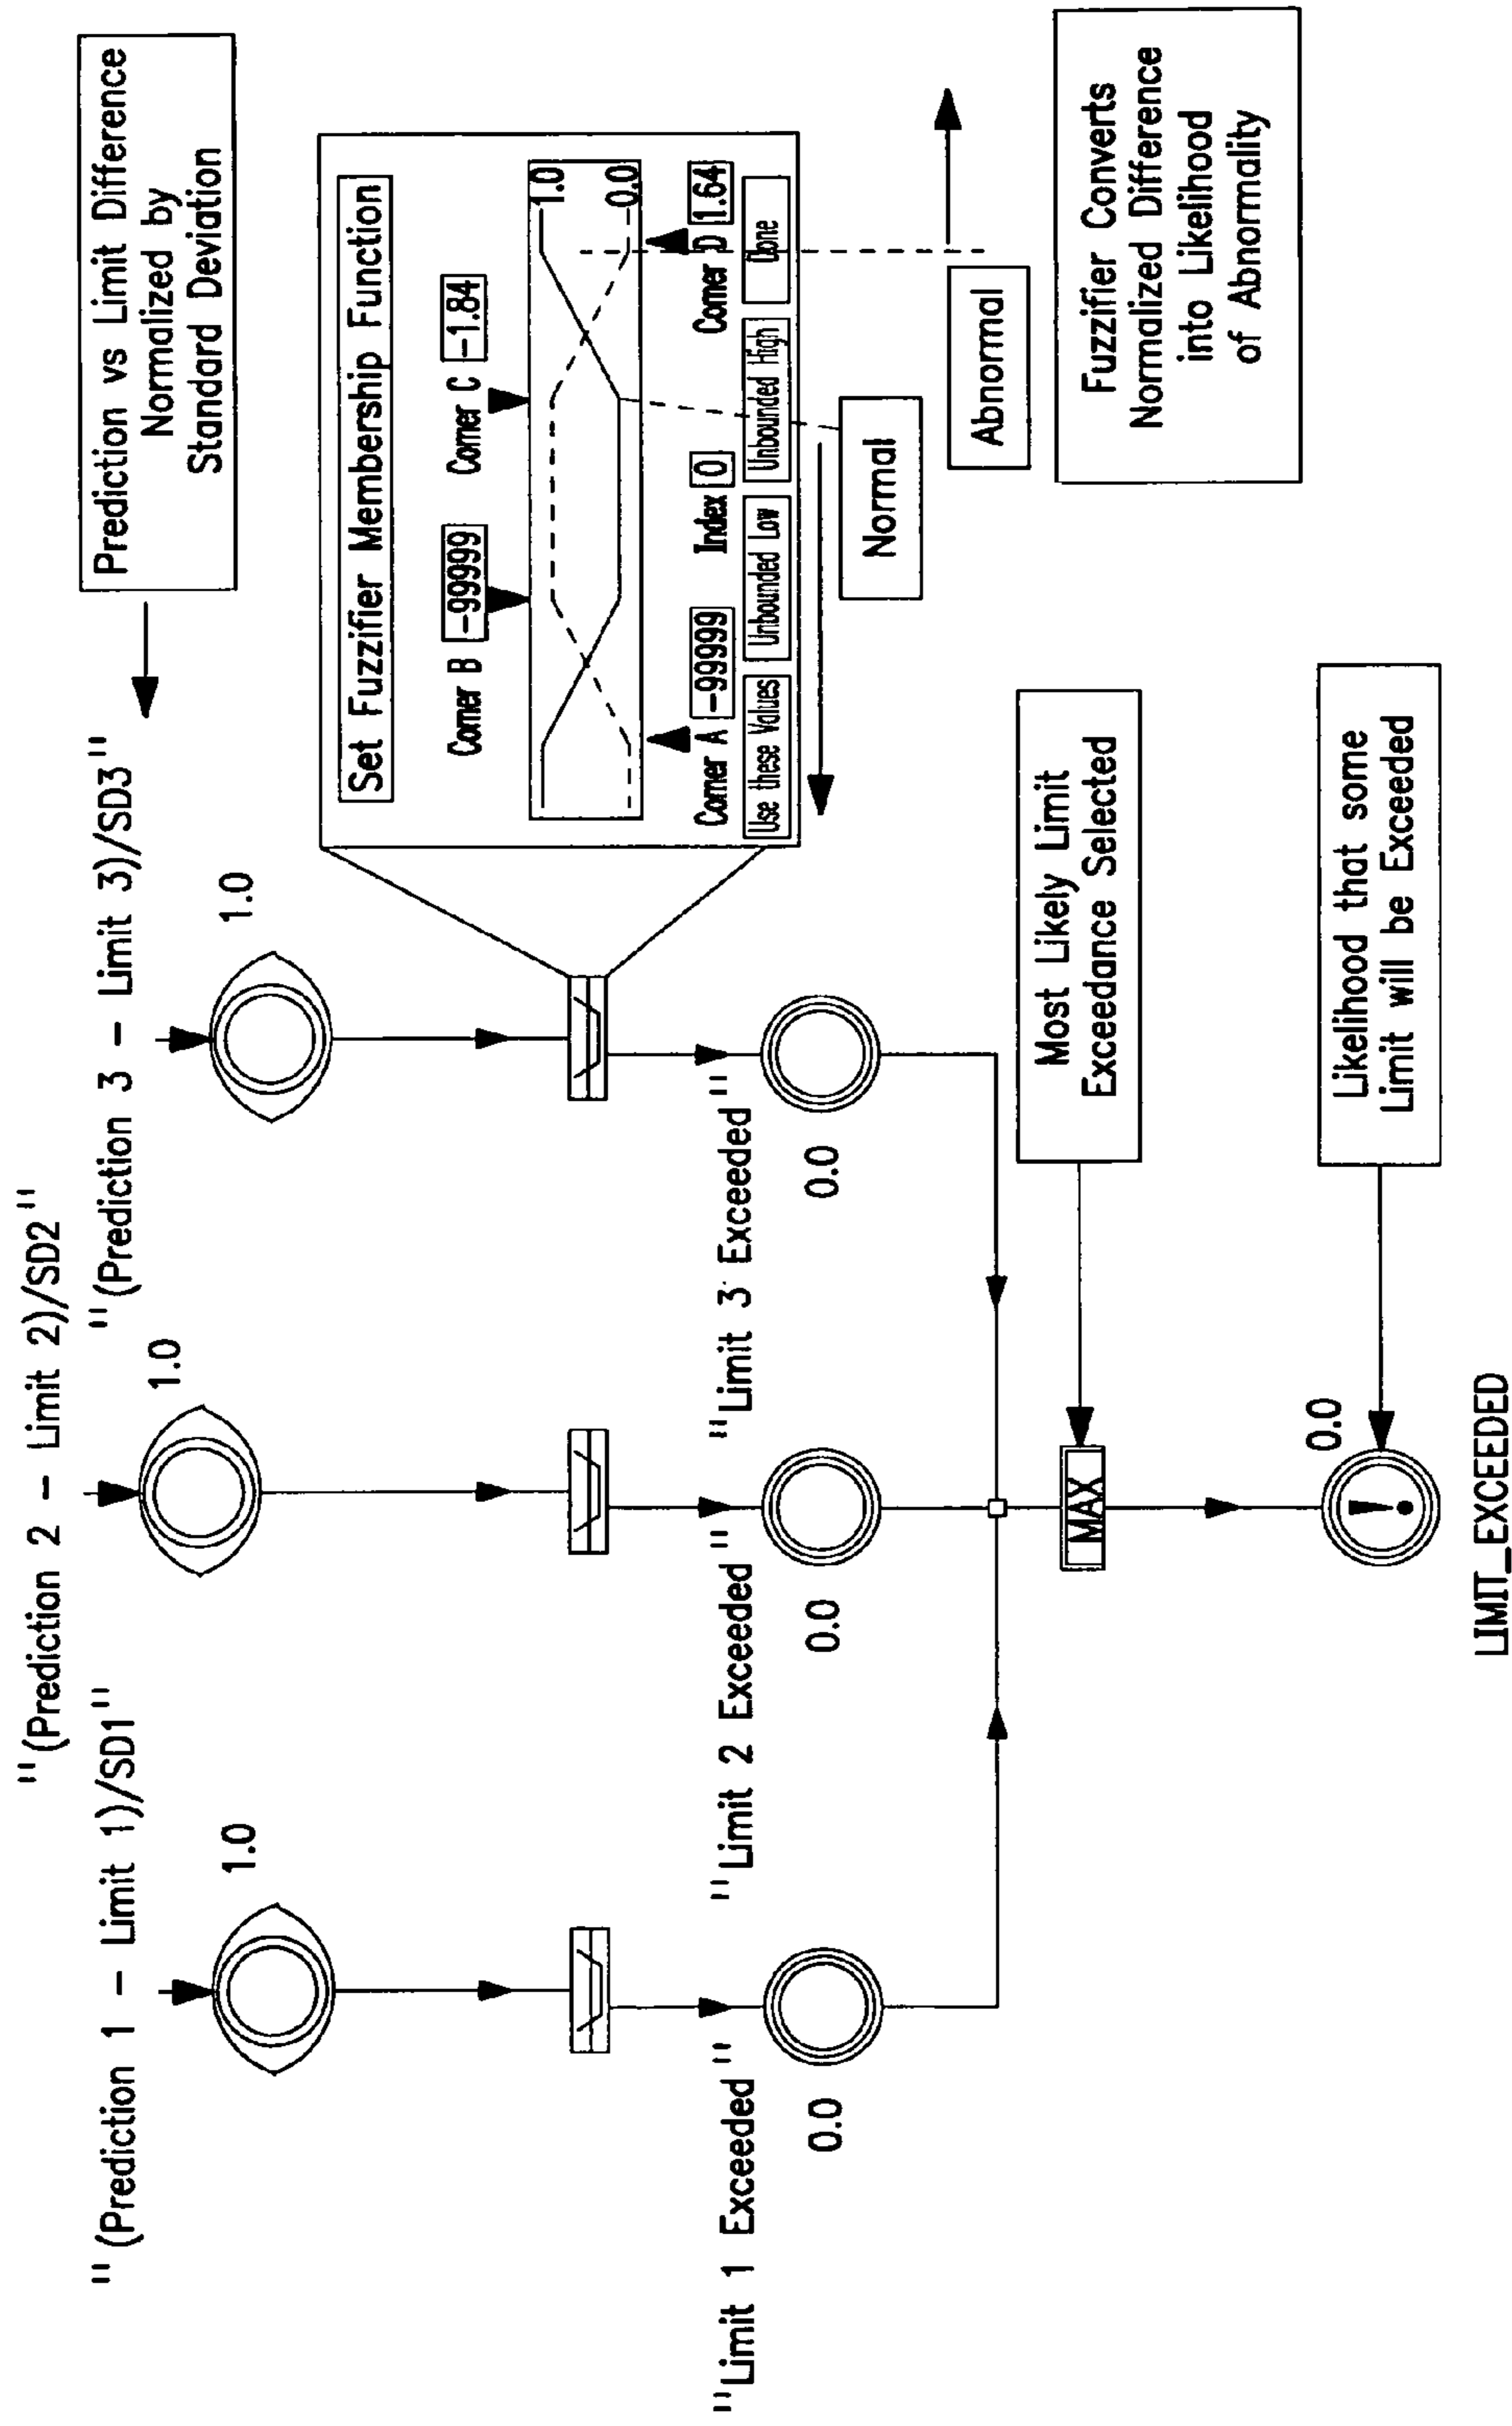 "(Prediction 2 – Limit 2)/SD2"
"(Prediction 1 – Limit 1)/SD1"
"(Prediction 3 – Limit 3)/SD3"
Prediction vs Limit Difference
Normalized by
Standard Deviation
1.0
1.0
1.0
Set Fuzzifier Membership Function
Corner B -99999
Corner C -1.84
1.0
0.0
Corner A -99999
Index 0
Corner D 1.64
Use these Values
Unbounded Low
Unbounded High
Done
Normal
Abnormal
Fuzzifier Converts
Normalized Difference
into Likelihood
of Abnormality
"Limit 1 Exceeded"
"Limit 2 Exceeded"
"Limit 3 Exceeded"
0.0
0.0
0.0
Most Likely Limit
Exceedance Selected
MAX
Likelihood that some
Limit will be Exceeded
0.0
!
LIMIT_EXCEEDED